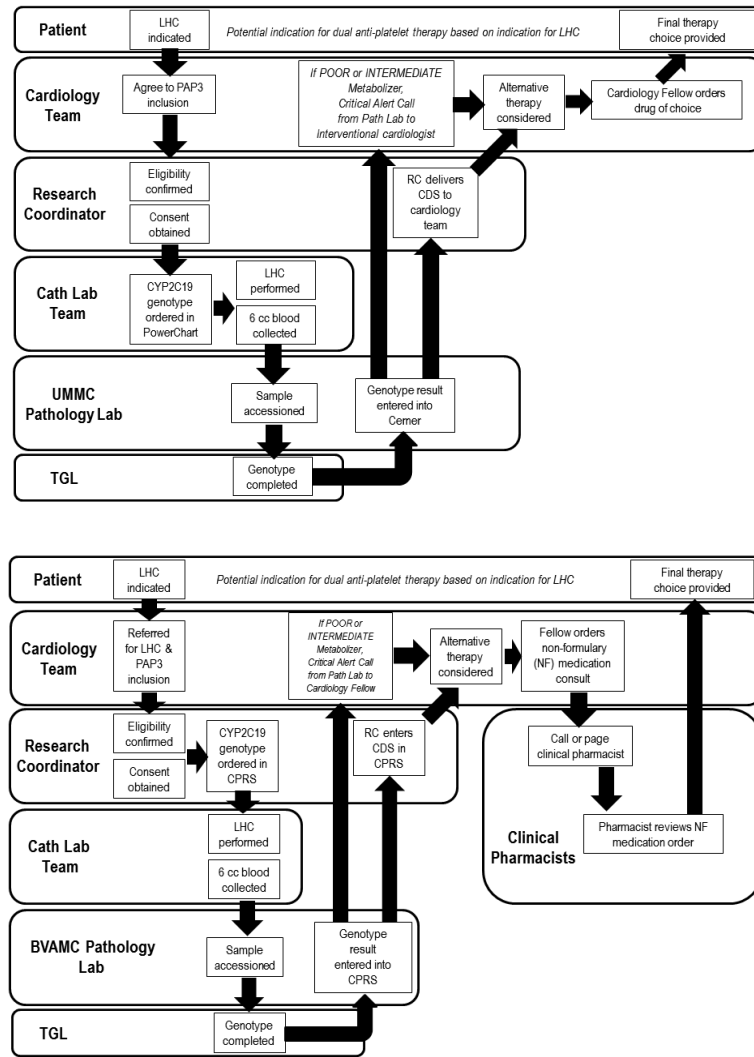 Patient
LHC
indicated
Potential indication for dual anti-platelet therapy based on indication for LHC
Final therapy
choice provided
Cardiology
Team
Agree to PAP3
inclusion
If POOR or INTERMEDIATE
Metabolizer,
Critical Alert Call
from Path Lab to
interventional cardiologist
Alternative
therapy
considered
Cardiology Fellow orders
drug of choice
Research
Coordinator
Eligibility
confirmed
Consent
obtained
RC delivers
CDS to
cardiology
team
Cath Lab
Team
CYP2C19
genotype
ordered in
PowerChart
LHC
performed
6 cc blood
collected
UMMC
Pathology Lab
Sample
accessioned
Genotype result
entered into
Cerner
TGL
Genotype
completed
Patient
LHC
indicated
Potential indication for dual anti-platelet therapy based on indication for LHC
Final therapy
choice provided
Cardiology
Team
Referred
for LHC &
PAP3
inclusion
If POOR or
INTERMEDIATE
Metabolizer,
Critical Alert Call
from Path Lab to
Cardiology Fellow
Alternative
therapy
considered
Fellow orders
non-formulary
(NF) medication
consult
Research
Coordinator
Eligibility
confirmed
Consent
obtained
CYP2C19
genotype
ordered in
CPRS
RC enters
CDS in
CPRS
Call or page
clinical pharmacist
Clinical
Pharmacists
Pharmacist reviews NF
medication order
Cath Lab
Team
LHC
performed
6 cc blood
collected
BVAMC Pathology
Lab
Sample
accessioned
Genotype
result
entered into
CPRS
TGL
Genotype
completed